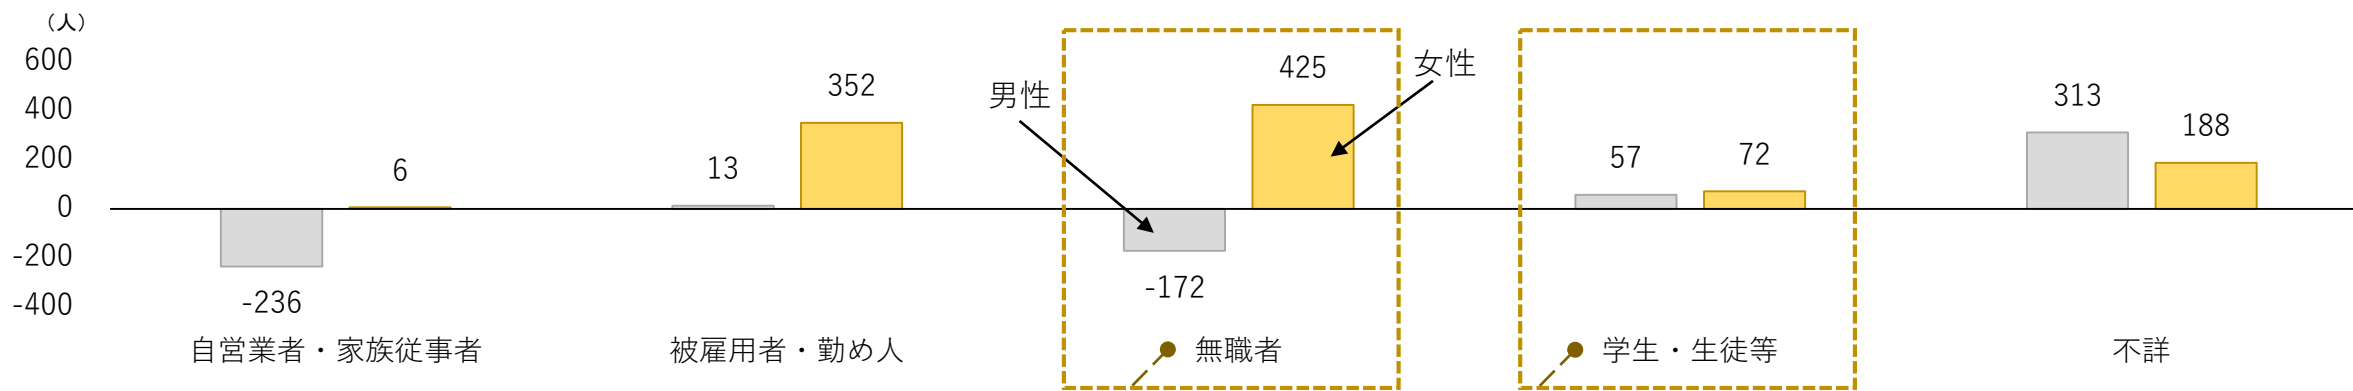 （人）
600
400
200
0
-200
-400
-236
6
13
352
男性
-172
425
女性
57
72
313
188
自営業者・家族従事者
被雇用者・勤め人
無職者
学生・生徒等
不詳